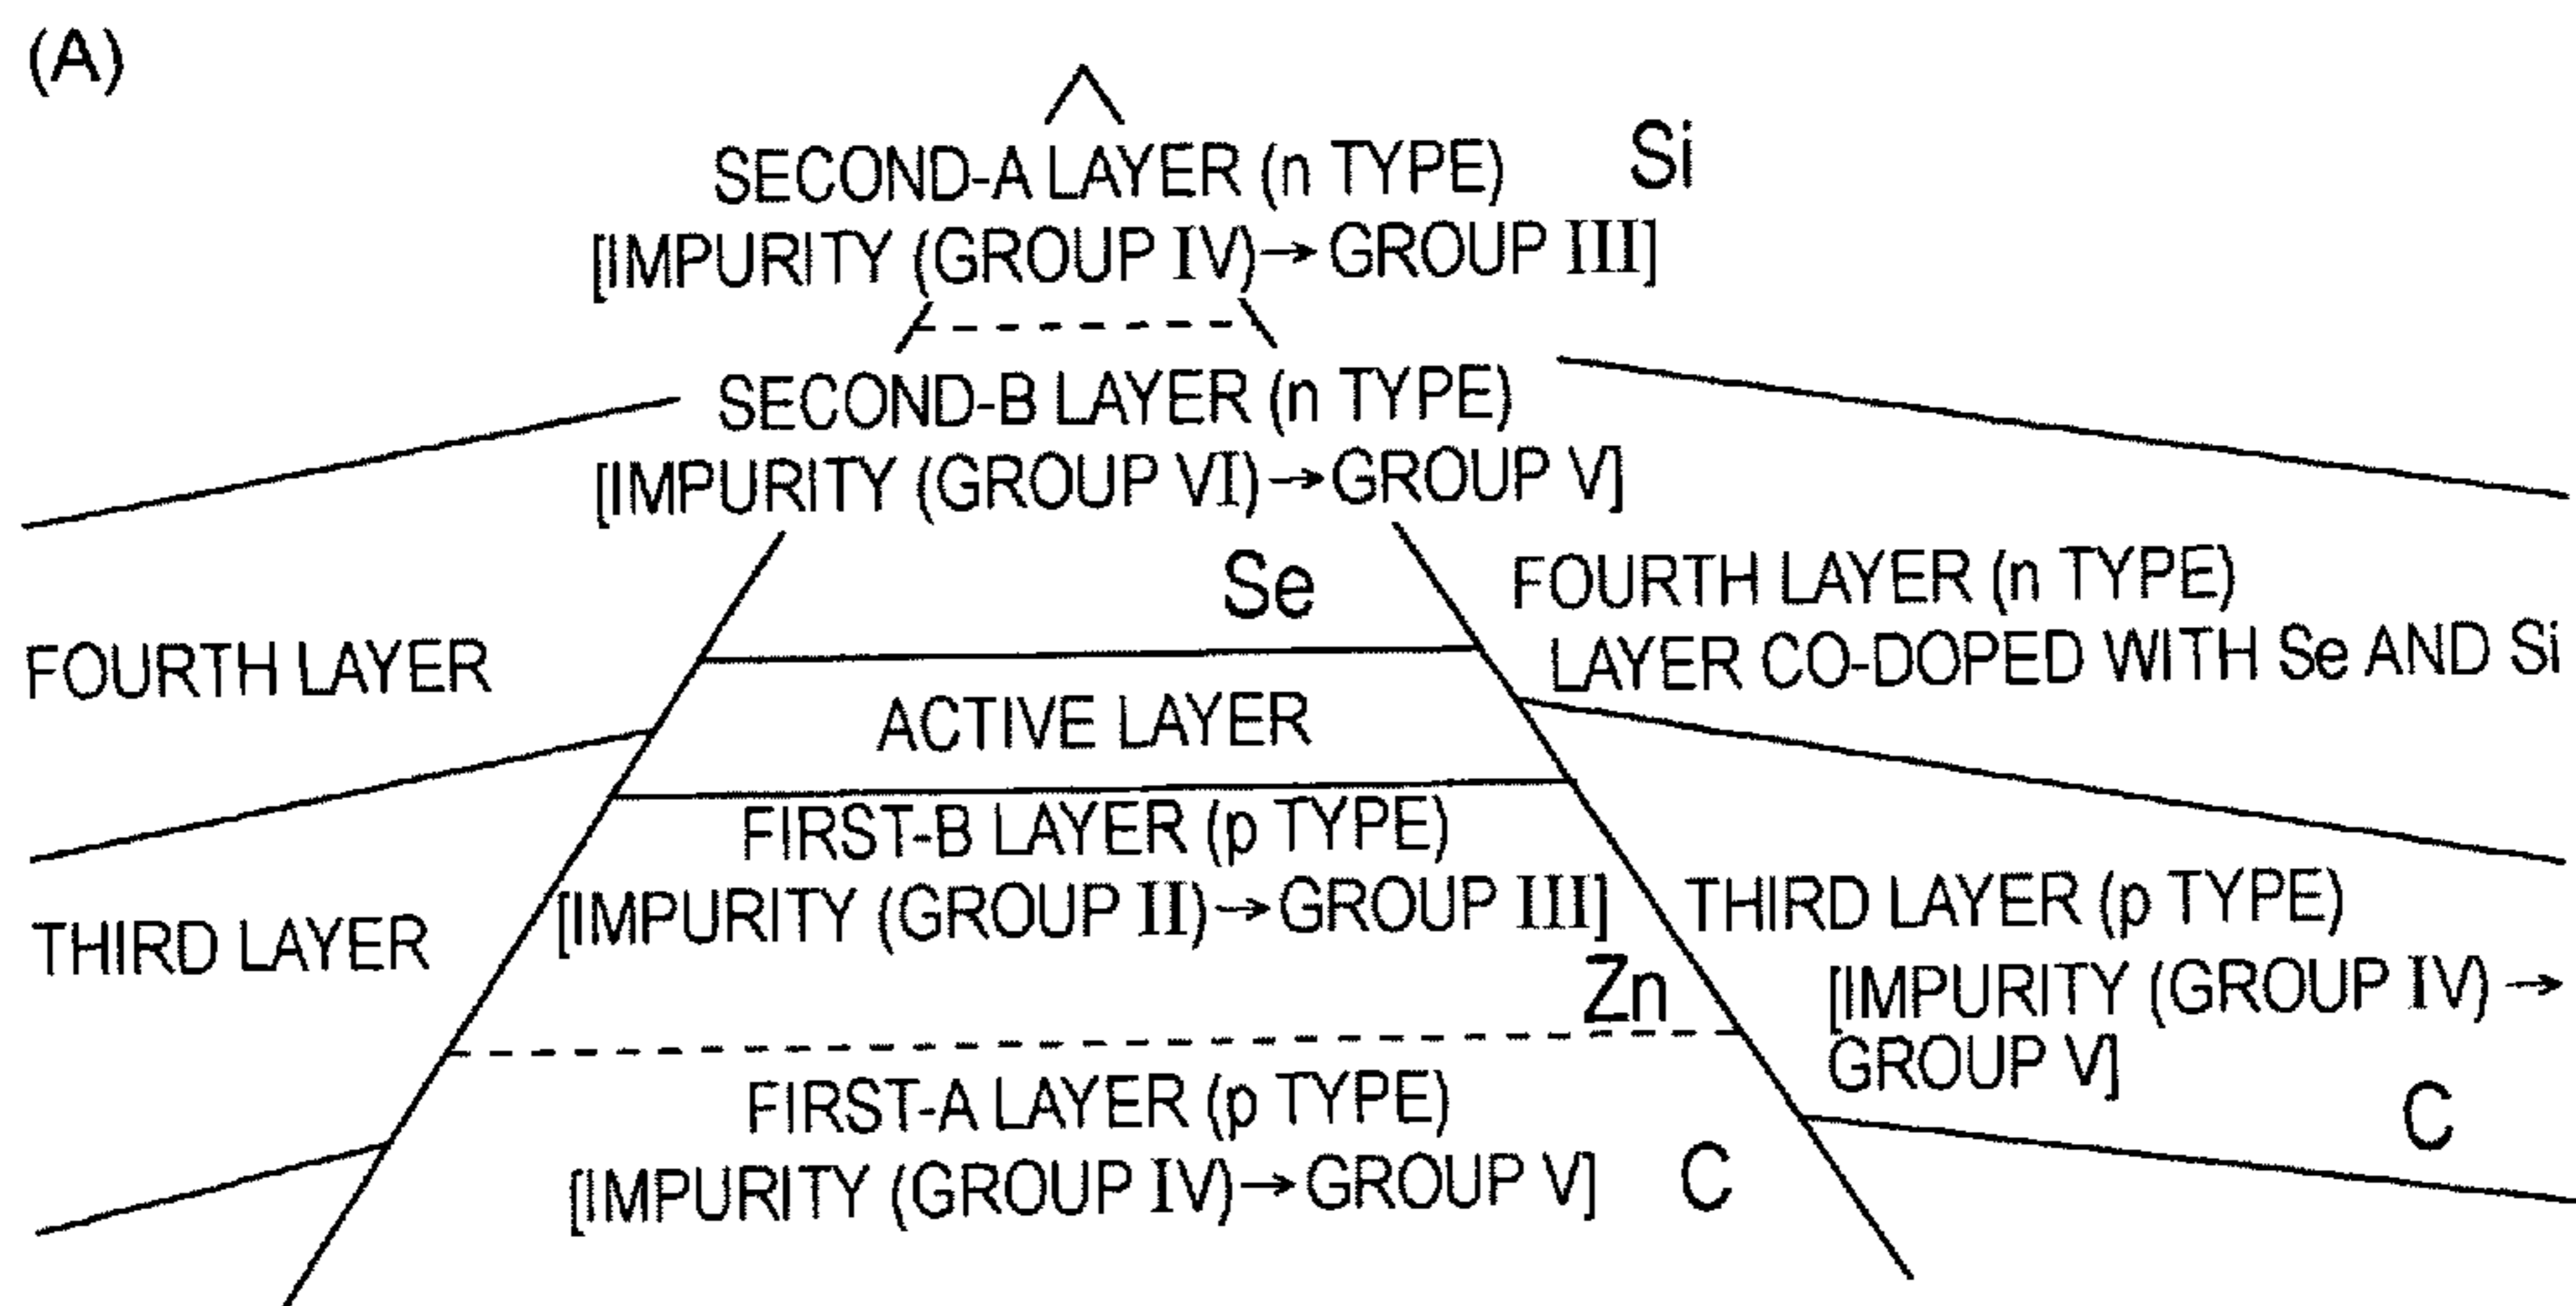 (A)
SECOND-A LAYER (n TYPE) Si
[IMPURITY (GROUP IV)→GROUP III]
SECOND-B LAYER (n TYPE)
[IMPURITY (GROUP VI)→GROUP V]
Se
FOURTH LAYER (n TYPE)
LAYER CO-DOPED WITH Se AND Si
FOURTH LAYER
ACTIVE LAYER
FIRST-B LAYER (p TYPE)
[IMPURITY (GROUP II)→GROUP III]
Zn
THIRD LAYER
THIRD LAYER (p TYPE)
[IMPURITY (GROUP IV)→
GROUP V]
C
FIRST-A LAYER (p TYPE)
[IMPURITY (GROUP IV)→GROUP V] C